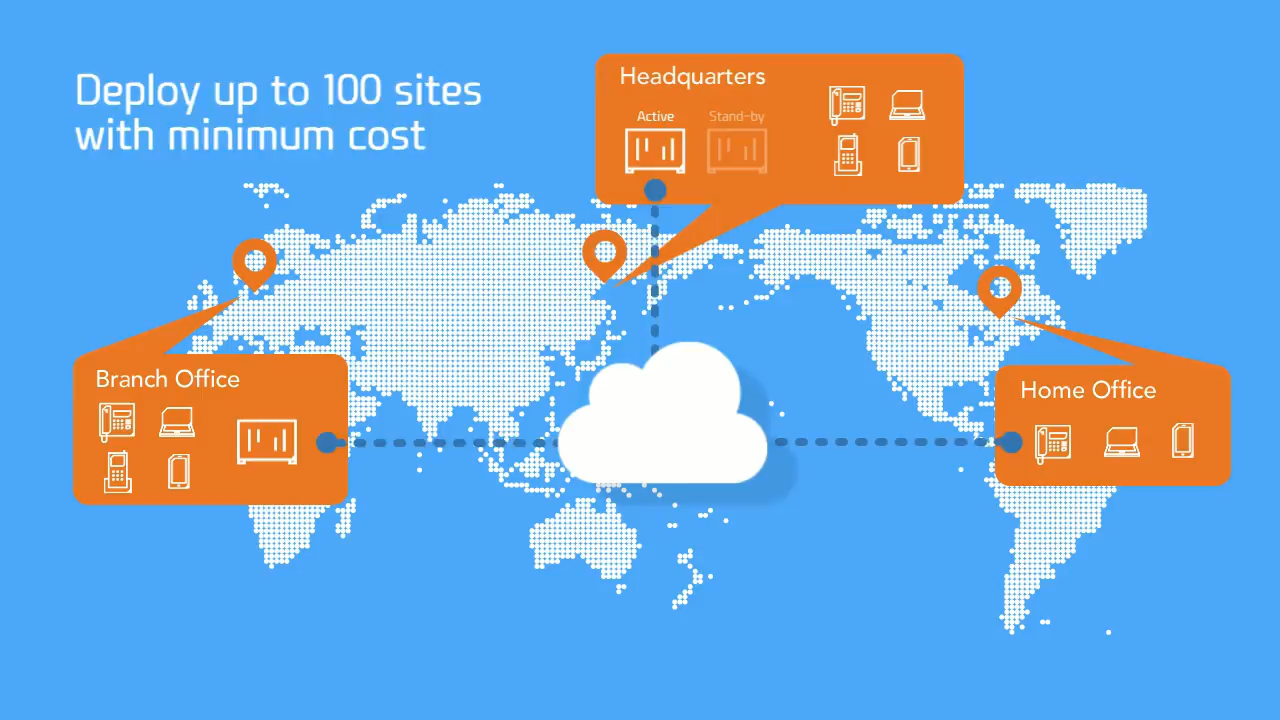 Deploy up to 100 sites
with minimum cost
Headquarters
Active
Stand-by
Branch Office
Home Office